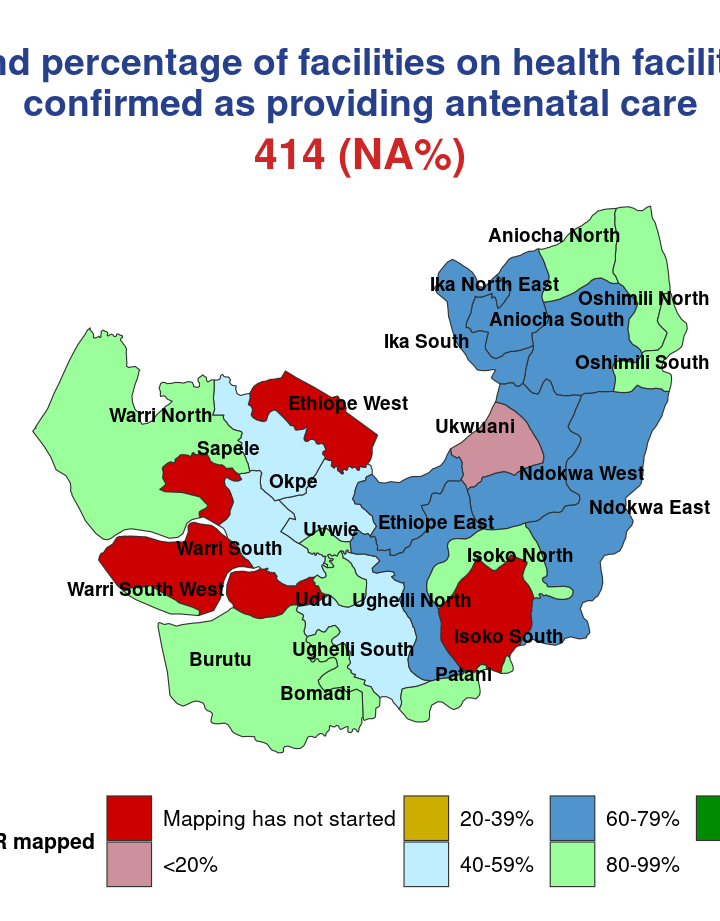 percentage of facilities on health
confirmed as providing antenatal care
414 (NA%)
Aniocha North
Ika North East
Oshimili North
Aniocha South
Ika South
Oshimili South
Ethiope West
Warri North
Ukwuani
Sapele
Ndokwa West
Okpe
Ndokwa East
Ethiope East
Uvwie
Warri South
Isoko North
Warri South West
Udu
Ughelli North
Isoko South
Ughelli South
Burutu
Patani
Bomadi
Mapping has not started
20-39%
60-79%
mapped
<20%
40-59%
80-99%